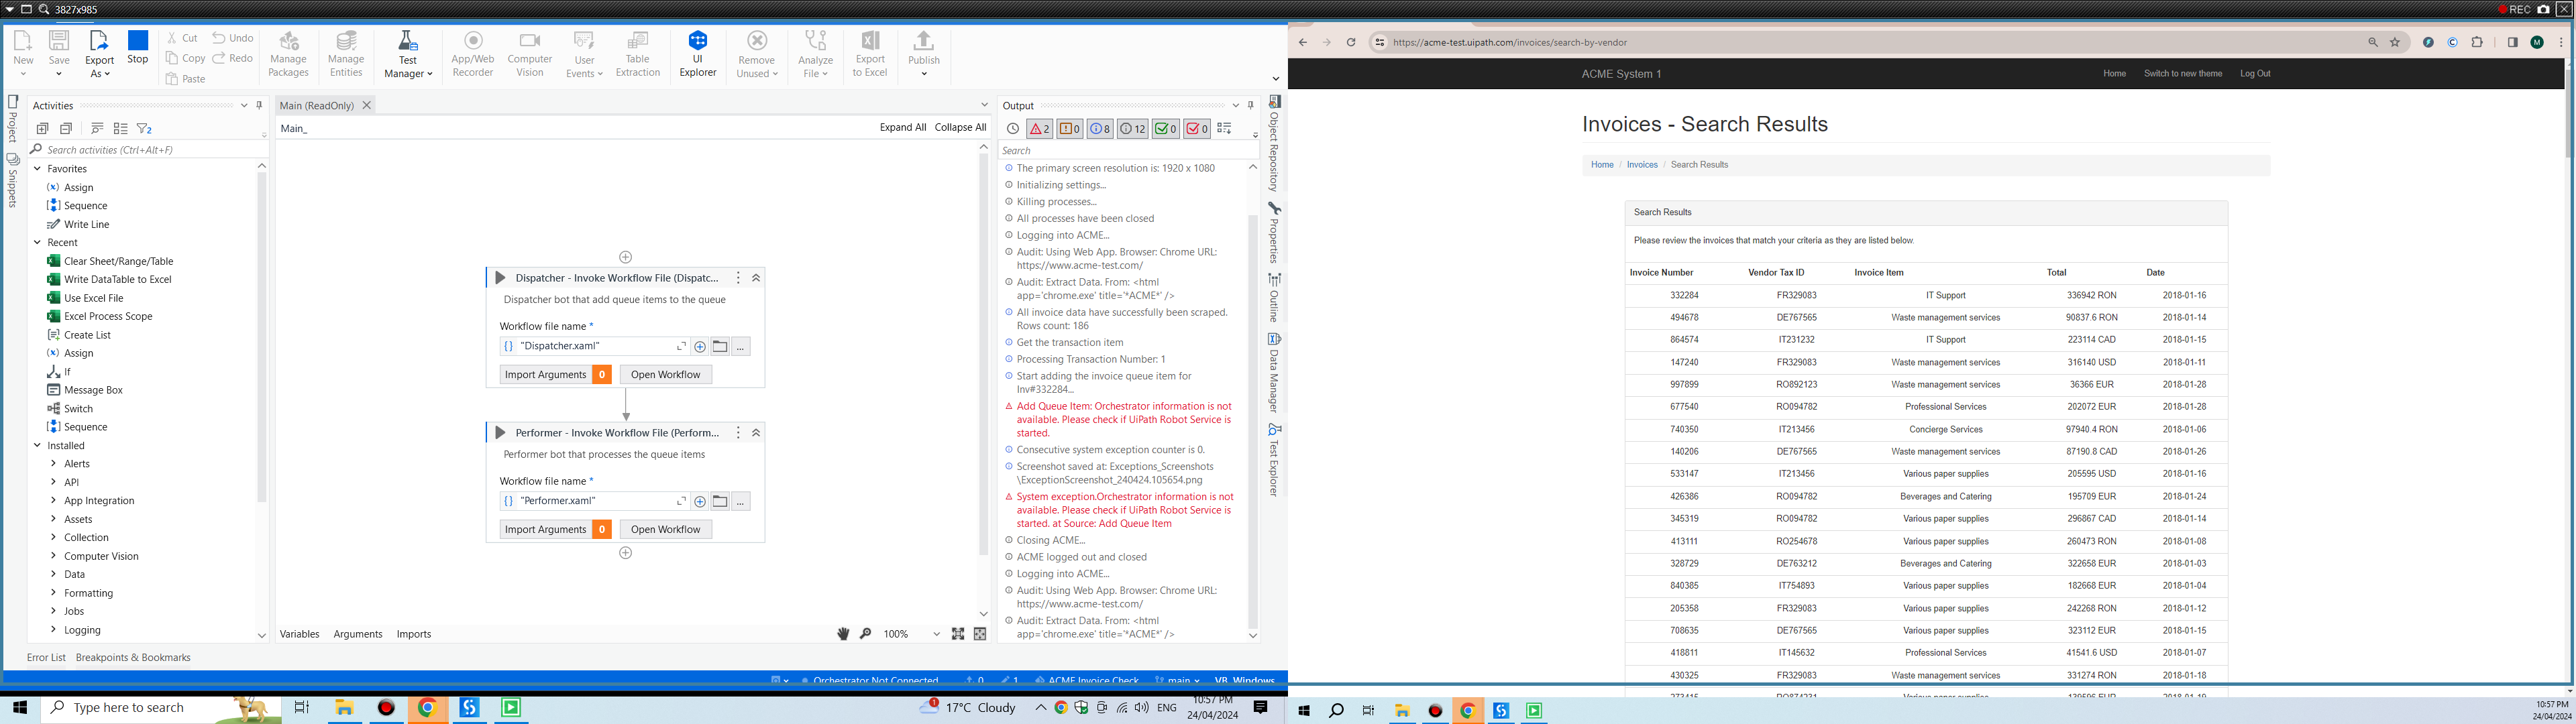 3827x985
REC
New
Save
Export As
Stop
Cut
Copy
Paste
Undo
Redo
Manage Packages
Manage Entities
Test Manager
App/Web Recorder
Computer Vision
User Events
Table Extraction
UI Explorer
Remove Unused
Analyze File
Export to Excel
Publish
Project
Snippets
Activities
2
Search activities (Ctrl+Alt+F)
Favorites
Assign
Sequence
Write Line
Recent
Clear Sheet/Range/Table
Write DataTable to Excel
Use Excel File
Excel Process Scope
Create List
Assign
If
Message Box
Switch
Sequence
Installed
Alerts
API
App Integration
Assets
Collection
Computer Vision
Data
Formatting
Jobs
Logging
Error List Breakpoints & Bookmarks
Main (ReadOnly)
Main_
Expand All Collapse All
Dispatcher - Invoke Workflow File (Dispatc...
Dispatcher bot that add queue items to the queue
Workflow file name *
"Dispatcher.xaml"
...
Import Arguments 0 Open Workflow
Performer - Invoke Workflow File (Perform...
Performer bot that processes the queue items
Workflow file name *
"Performer.xaml"
...
Import Arguments 0 Open Workflow
Variables Arguments Imports
100%
Output
2 0 8 12 0 0
Search
The primary screen resolution is: 1920 x 1080
Initializing settings...
Killing processes...
All processes have been closed
Logging into ACME...
Audit: Using Web App. Browser: Chrome URL:
https://www.acme-test.com/
Audit: Extract Data. From: <html
app='chrome.exe' title='*ACME*' />
All invoice data have successfully been scraped.
Rows count: 186
Get the transaction item
Processing Transaction Number: 1
Start adding the invoice queue item for
Inv#332284...
Add Queue Item: Orchestrator information is not
available. Please check if UiPath Robot Service is
started.
Consecutive system exception counter is 0.
Screenshot saved at: Exceptions_Screenshots
\ExceptionScreenshot_240424.105654.png
System exception.Orchestrator information is not
available. Please check if UiPath Robot Service is
started. at Source: Add Queue Item
Closing ACME...
ACME logged out and closed
Logging into ACME...
Audit: Using Web App. Browser: Chrome URL:
https://www.acme-test.com/
Audit: Extract Data. From: <html
app='chrome.exe' title='*ACME*' />
Object Repository
Properties
Outline
Data Manager
Test Explorer
Orchestrator Not Connected 0 1 ACME Invoice Check main VB, Windows
Type here to search
1
17°C Cloudy
ENG
10:57 PM
24/04/2024
https://acme-test.uipath.com/invoices/search-by-vendor
M
ACME System 1
Home Switch to new theme Log Out
Invoices - Search Results
Home / Invoices / Search Results
Search Results
Please review the invoices that match your criteria as they are listed below.
Invoice Number Vendor Tax ID Invoice Item Total Date
332284 FR329083 IT Support 336942 RON 2018-01-16
494678 DE767565 Waste management services 90837.6 RON 2018-01-14
864574 IT231232 IT Support 223114 CAD 2018-01-15
147240 FR329083 Waste management services 316140 USD 2018-01-11
997899 RO892123 Waste management services 36366 EUR 2018-01-28
677540 RO094782 Professional Services 202072 EUR 2018-01-28
740350 IT213456 Concierge Services 97940.4 RON 2018-01-06
140206 DE767565 Waste management services 87190.8 CAD 2018-01-26
533147 IT213456 Various paper supplies 205595 USD 2018-01-16
426386 RO094782 Beverages and Catering 195709 EUR 2018-01-24
345319 RO094782 Various paper supplies 296867 CAD 2018-01-14
413111 RO254678 Various paper supplies 260473 RON 2018-01-08
328729 DE763212 Beverages and Catering 322658 EUR 2018-01-03
840385 IT754893 Various paper supplies 182668 EUR 2018-01-04
205358 FR329083 Various paper supplies 242268 RON 2018-01-12
708635 DE767565 Various paper supplies 323112 EUR 2018-01-15
418811 IT145632 Professional Services 41541.6 USD 2018-01-07
430325 FR329083 Waste management services 331274 RON 2018-01-18
10:57 PM
24/04/2024